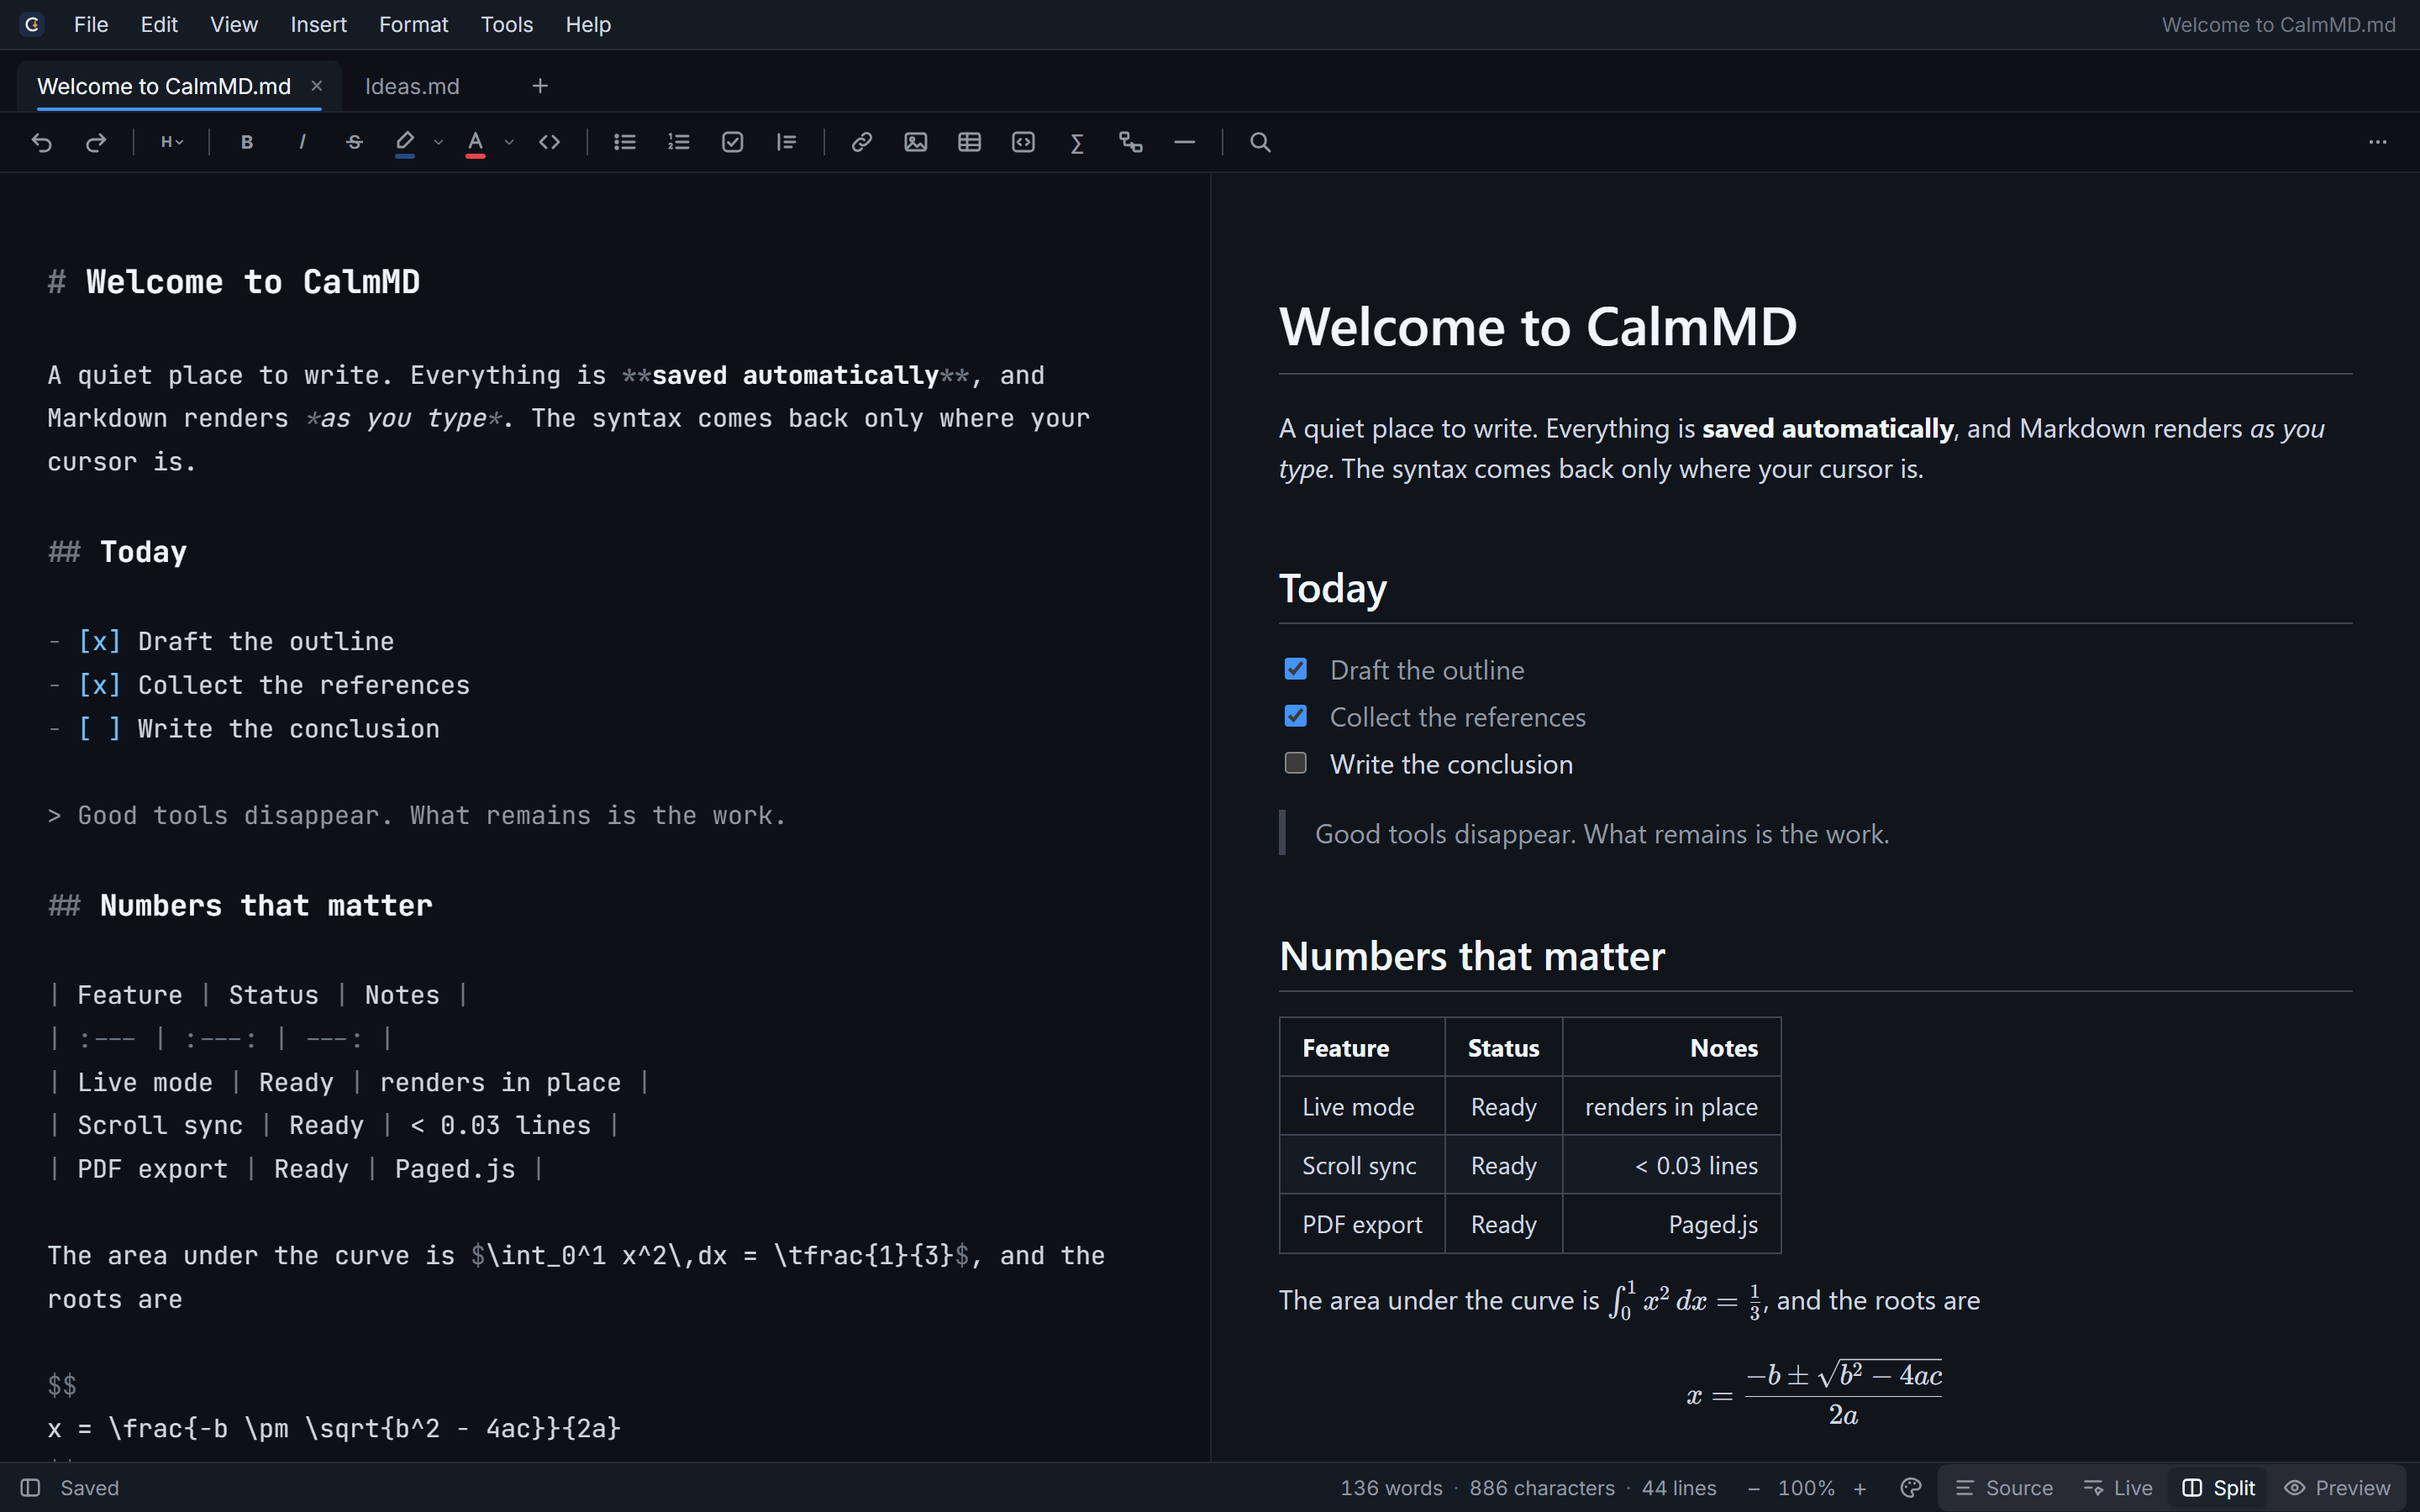 File Edit View Insert Format Tools Help Welcome to CalmMD.md
Welcome to CalmMD.md × Ideas.md +
H B I S A
# Welcome to CalmMD
A quiet place to write. Everything is **saved automatically**, and
Markdown renders *as you type*. The syntax comes back only where your
cursor is.
## Today
- [x] Draft the outline
- [x] Collect the references
- [ ] Write the conclusion
> Good tools disappear. What remains is the work.
## Numbers that matter
| Feature | Status | Notes |
| :--- | :---: | ---: |
| Live mode | Ready | renders in place |
| Scroll sync | Ready | < 0.03 lines |
| PDF export | Ready | Paged.js |
The area under the curve is $\int_0^1 x^2\,dx = \tfrac{1}{3}$, and the
roots are
$$
x = \frac{-b \pm \sqrt{b^2 - 4ac}}{2a}
Welcome to CalmMD
A quiet place to write. Everything is saved automatically, and Markdown renders as you
type. The syntax comes back only where your cursor is.
Today
Draft the outline
Collect the references
Write the conclusion
Good tools disappear. What remains is the work.
Numbers that matter
Feature Status Notes
Live mode Ready renders in place
Scroll sync Ready < 0.03 lines
PDF export Ready Paged.js
The area under the curve is ∫₀¹ x² dx = 1/3, and the roots are
x = (−b ± √(b² − 4ac)) / 2a
Saved 136 words · 886 characters · 44 lines − 100% + Source Live Split Preview